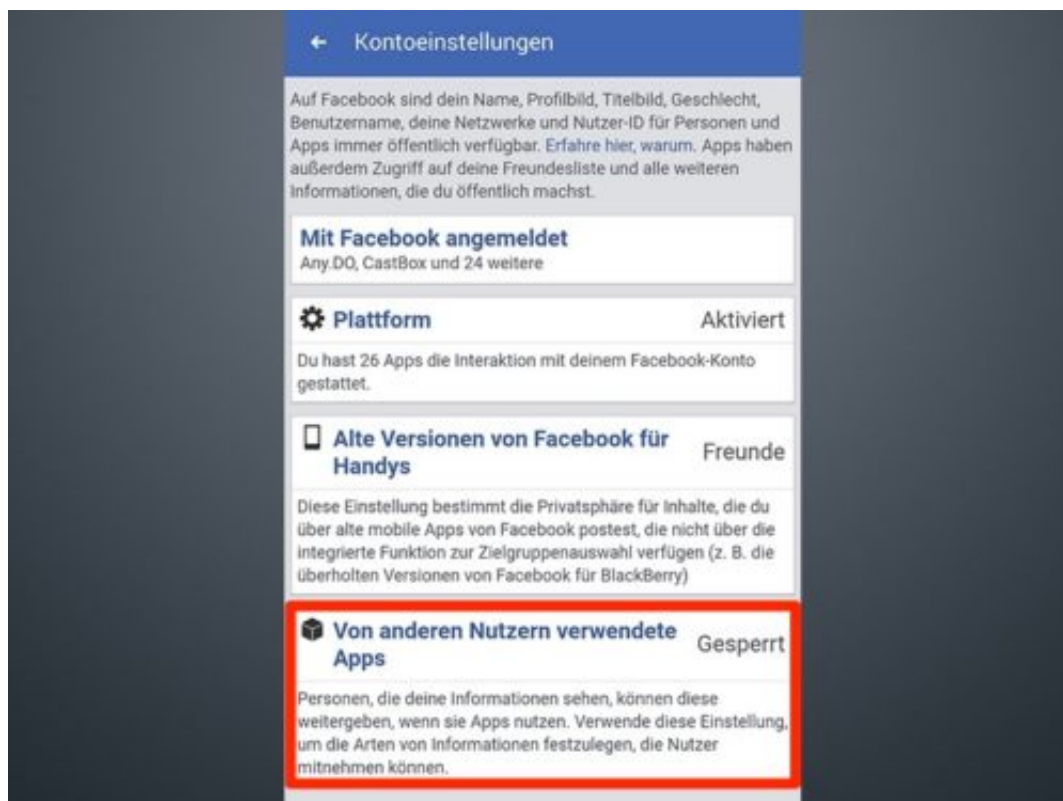 Kontoeinstellungen
Auf Facebook sind dein Name, Profilbild, Titelbild, Geschlecht,
Benutzername, deine Netzwerke und Nutzer-ID für Personen und
Apps immer öffentlich verfügbar. Erfahre hier, warum. Apps haben
außerdem Zugriff auf deine Freundesliste und alle weiteren
Informationen, die du öffentlich machst.
Mit Facebook angemeldet
Any.DO, CastBox und 24 weitere
Plattform Aktiviert
Du hast 26 Apps die Interaktion mit deinem Facebook-Konto
gestattet.
Alte Versionen von Facebook für
Handys Freunde
Diese Einstellung bestimmt die Privatsphäre für Inhalte, die du
über alte mobile Apps von Facebook postest, die nicht über die
integrierte Funktion zur Zielgruppenauswahl verfügen (z. B. die
überholten Versionen von Facebook für BlackBerry)
Von anderen Nutzern verwendete
Apps Gesperrt
Personen, die deine Informationen sehen, können diese
weitergeben, wenn sie Apps nutzen. Verwende diese Einstellung,
um die Arten von Informationen festzulegen, die Nutzer
mitnehmen können.